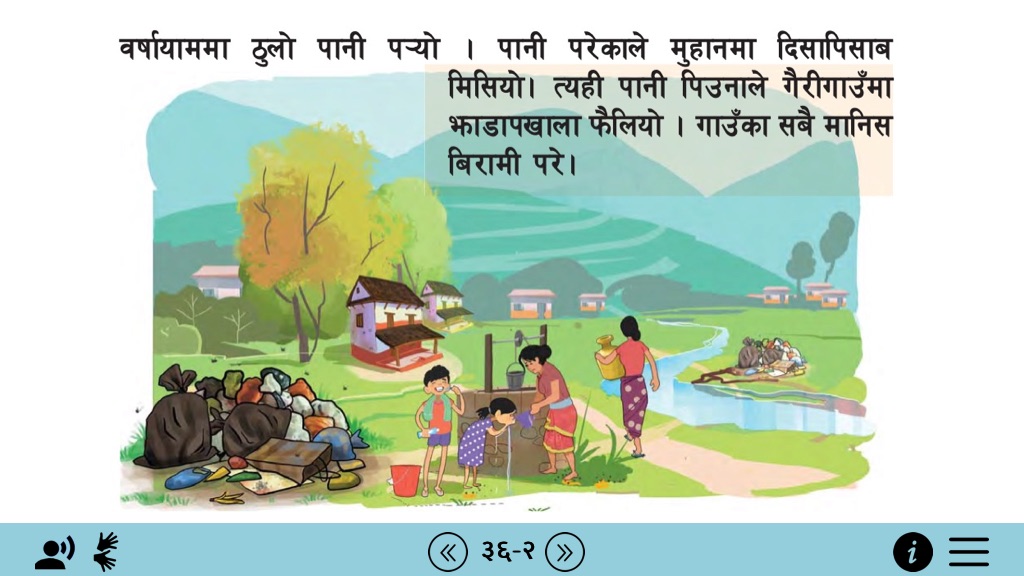 वर्षायाममा ठुलो पानी पऱ्यो । पानी परेकाले मुहानमा दिसापिसाब
मिसियो। त्यही पानी पिउनाले गैरीगाउँमा
झाडापखाला फैलियो । गाउँका सबै मानिस
बिरामी परे।
३६-२